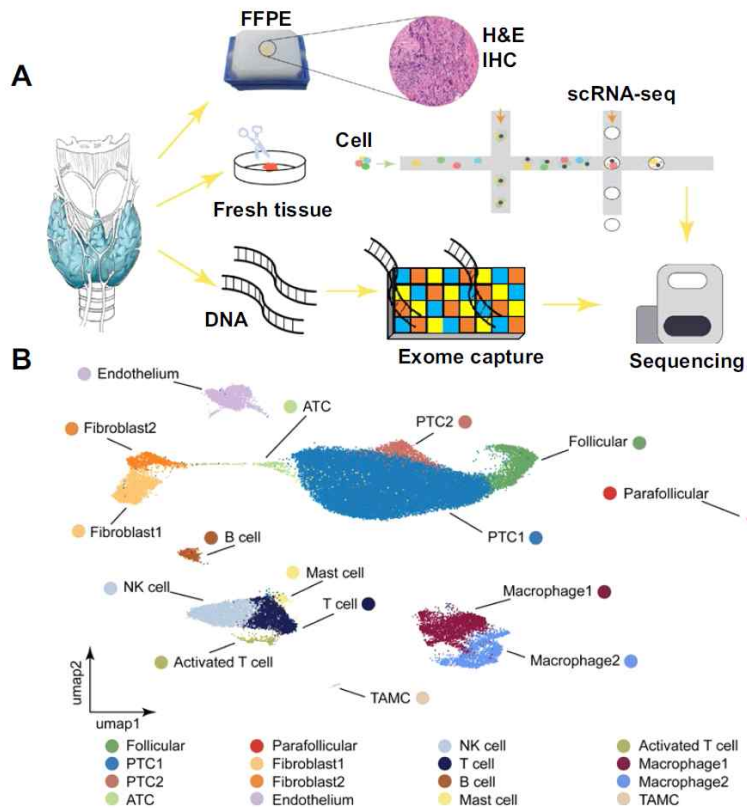 A
FFPE
H&E
IHC
scRNA-seq
Cell
Fresh tissue
DNA
Exome capture
Sequencing
B
Endothelium
ATC
PTC2
Fibroblast2
Follicular
Parafollicular
Fibroblast1
PTC1
B cell
Mast cell
NK cell
Macrophage1
T cell
Activated T cell
Macrophage2
TAMC
umap2
umap1
Follicular Parafollicular NK cell Activated T cell
PTC1 Fibroblast1 T cell Macrophage1
PTC2 Fibroblast2 B cell Macrophage2
ATC Endothelium Mast cell TAMC